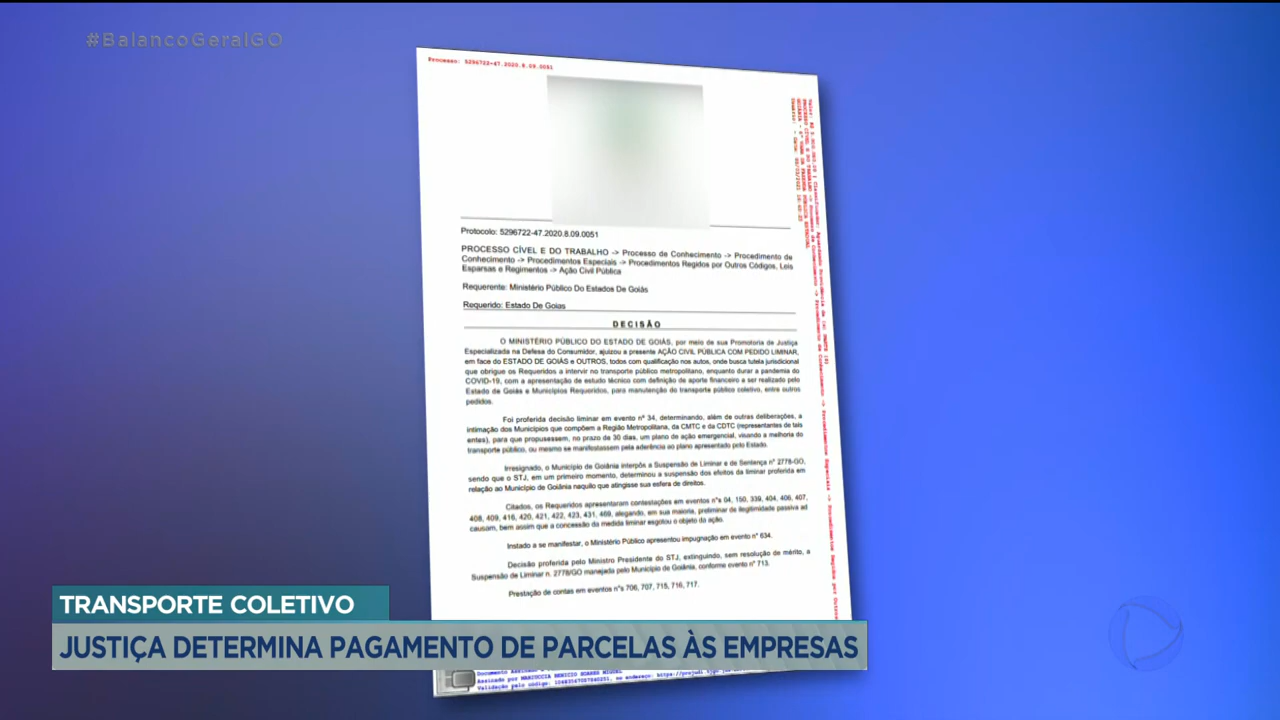 #BalancoGeralGO
Processo: 5296722-47.2020.8.09.0051
Protocolo: 5296722-47.2020.8.09.0051
PROCESSO CÍVEL E DO TRABALHO -> Processo de Conhecimento -> Procedimento de
Conhecimento -> Procedimentos Especiais -> Procedimentos Regidos por Outros Códigos, Leis
Esparsas e Regimentos -> Ação Civil Pública
Requerente: Ministério Público Do Estados De Goiás
Requerido: Estado De Goias
DECISÃO
O MINISTÉRIO PÚBLICO DO ESTADO DE GOIÁS, por meio de sua Promotoria de Justiça
Especializada na Defesa do Consumidor, ajuizou a presente AÇÃO CIVIL PÚBLICA COM PEDIDO LIMINAR,
em face do ESTADO DE GOIÁS e OUTROS, todos com qualificação nos autos, onde busca tutela jurisdicional
que obrigue os Requeridos a intervir no transporte público metropolitano, enquanto durar a pandemia do
COVID-19, com a apresentação de estudo técnico com definição de aporte financeiro a ser realizado pelo
Estado de Goiás e Municípios Requeridos, para manutenção do transporte público coletivo, entre outros
pedidos.
Foi proferida decisão liminar em evento nº 34, determinando, além de outras deliberações, a
intimação dos Municípios que compõem a Região Metropolitana, da CMTC e da CDTC (representantes de tais
entes), para que propusessem, no prazo de 30 dias, um plano de ação emergencial, visando a melhoria do
transporte público, ou mesmo se manifestassem pela aderência ao plano apresentado pelo Estado.
Irresignado, o Município de Goiânia interpôs a Suspensão de Liminar e de Sentença nº 2778-GO,
sendo que o STJ, em um primeiro momento, determinou a suspensão dos efeitos da liminar proferida em
relação ao Município de Goiânia naquilo que atingisse sua esfera de direitos.
Citados, os Requeridos apresentaram contestações em eventos nºs 04, 150, 339, 404, 406, 407,
408, 409, 416, 420, 421, 422, 423, 431, 469, alegando, em sua maioria, preliminar de ilegitimidade passiva ad
causam, bem assim que a concessão da medida liminar esgotou o objeto da ação.
Instado a se manifestar, o Ministério Público apresentou impugnação em evento nº 634.
Decisão proferida pelo Ministro Presidente do STJ, extinguindo, sem resolução de mérito, a
Suspensão de Liminar n. 2778/GO manejada pelo Município de Goiânia, conforme evento nº 713.
Prestação de contas em eventos nºs 706, 707, 715, 716, 717.
TRANSPORTE COLETIVO
JUSTIÇA DETERMINA PAGAMENTO DE PARCELAS ÀS EMPRESAS
Validação pelo código: